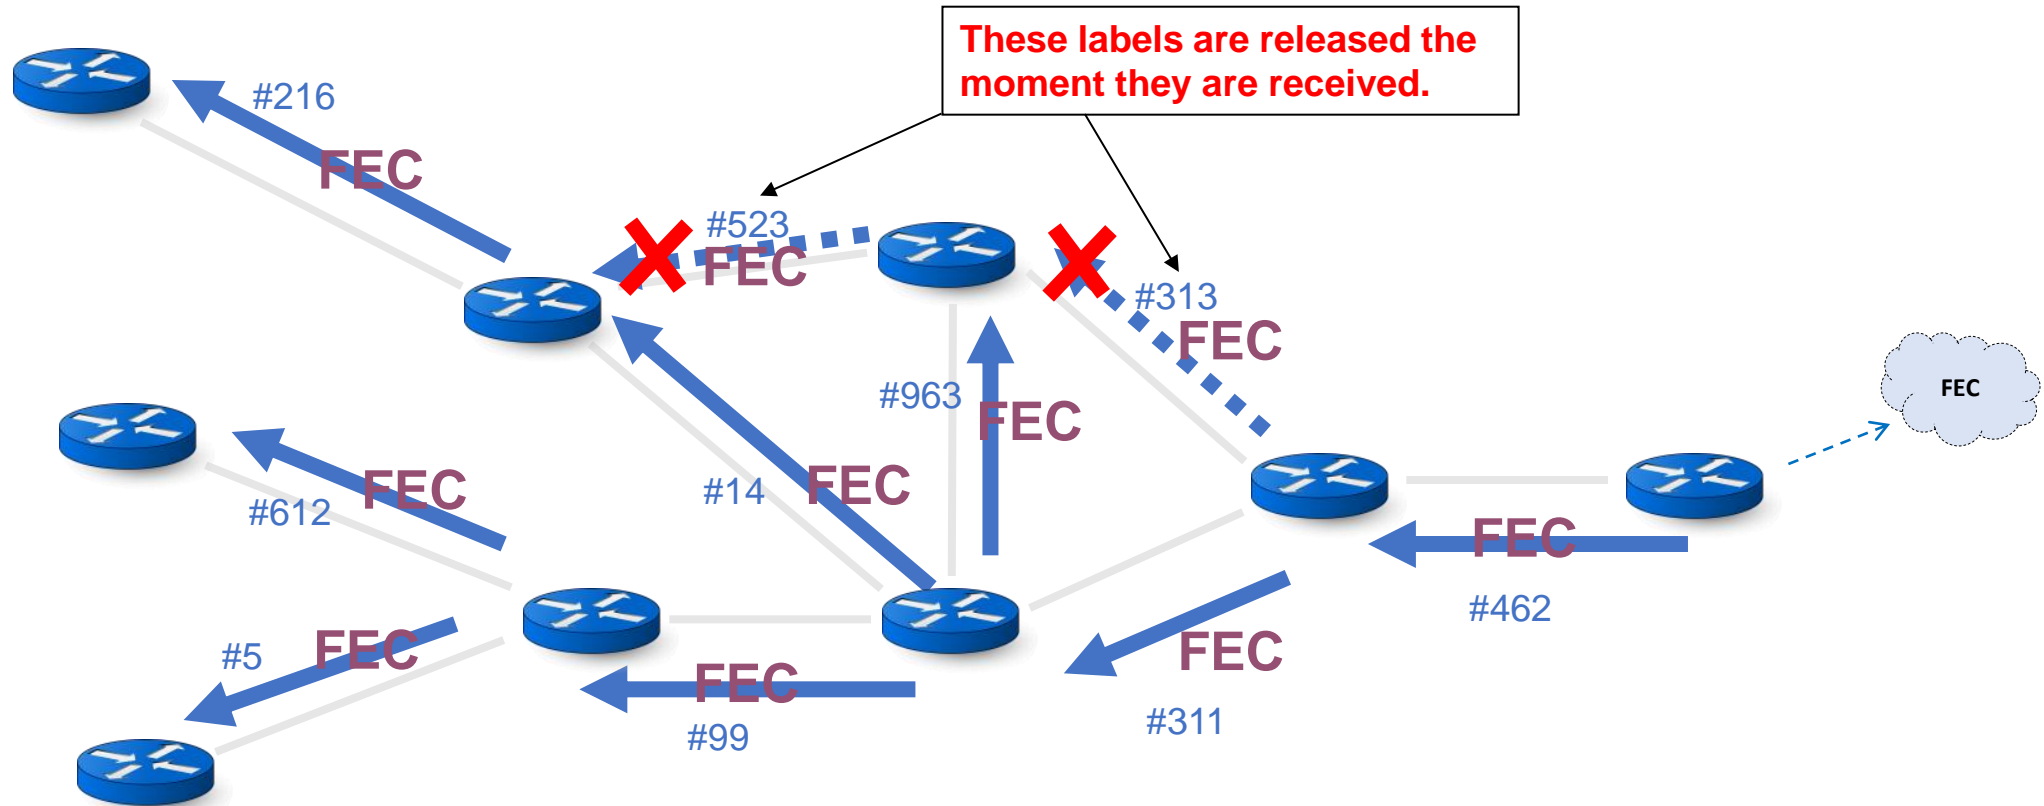 These labels are released the
moment they are received.
#216
FEC
#523
FEC
#313
FEC
#963
FEC
FEC
#14
FEC
#612
FEC
#5
FEC
#99
FEC
#311
FEC
#462
FEC